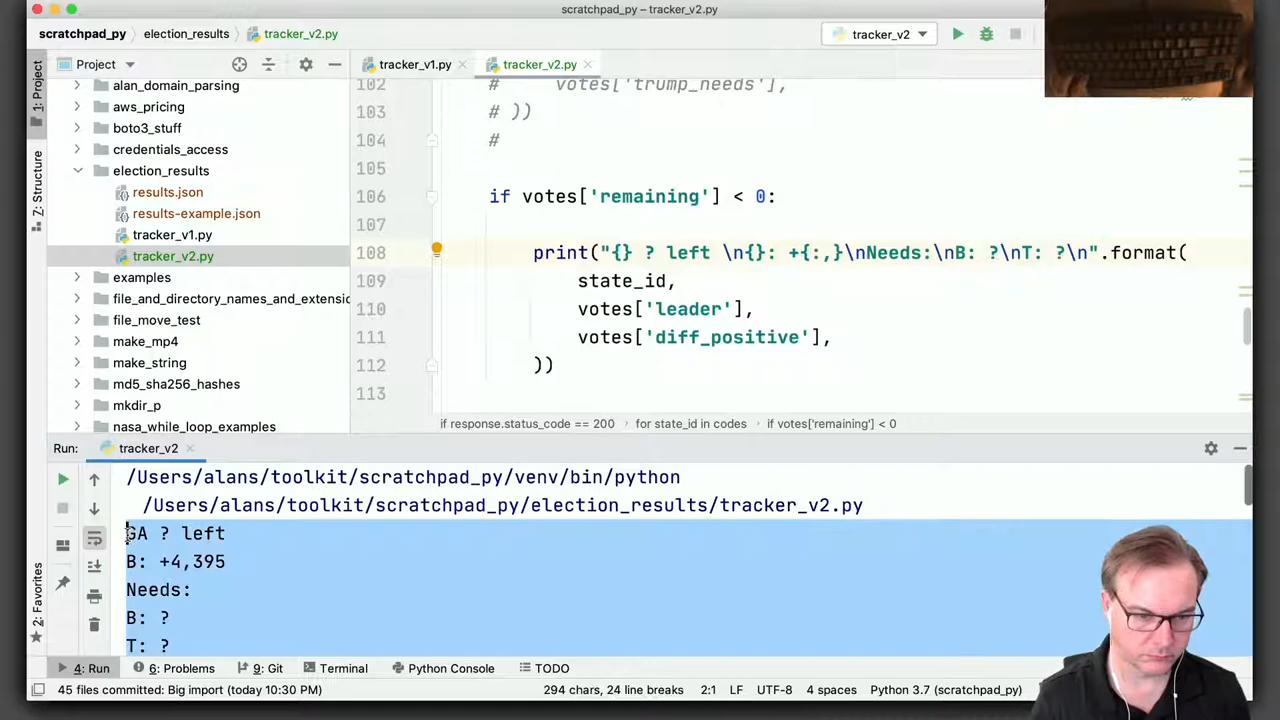 scratchpad_py – tracker_v2.py
scratchpad_py
election_results
tracker_v2.py
tracker_v2
1: Project
Z: Structure
2: Favorites
Project
alan_domain_parsing
aws_pricing
boto3_stuff
credentials_access
election_results
results.json
results-example.json
tracker_v1.py
tracker_v2.py
examples
file_and_directory_names_and_extensio
file_move_test
make_mp4
make_string
md5_sha256_hashes
mkdir_p
nasa_while_loop_examples
tracker_v1.py
tracker_v2.py
102 # votes['trump_needs'],
103 # ))
104 #
105
106 if votes['remaining'] < 0:
107
108 print("{} ? left \n{}: +{:,}\nNeeds:\nB: ?\nT: ?\n".format(
109 state_id,
110 votes['leader'],
111 votes['diff_positive'],
112 ))
113
if response.status_code == 200 › for state_id in codes › if votes['remaining'] < 0
Run: tracker_v2
/Users/alans/toolkit/scratchpad_py/venv/bin/python
/Users/alans/toolkit/scratchpad_py/election_results/tracker_v2.py
GA ? left
B: +4,395
Needs:
B: ?
T: ?
4: Run
6: Problems
9: Git
Terminal
Python Console
TODO
45 files committed: Big import (today 10:30 PM)
294 chars, 24 line breaks
2:1
LF
UTF-8
4 spaces
Python 3.7 (scratchpad_py)